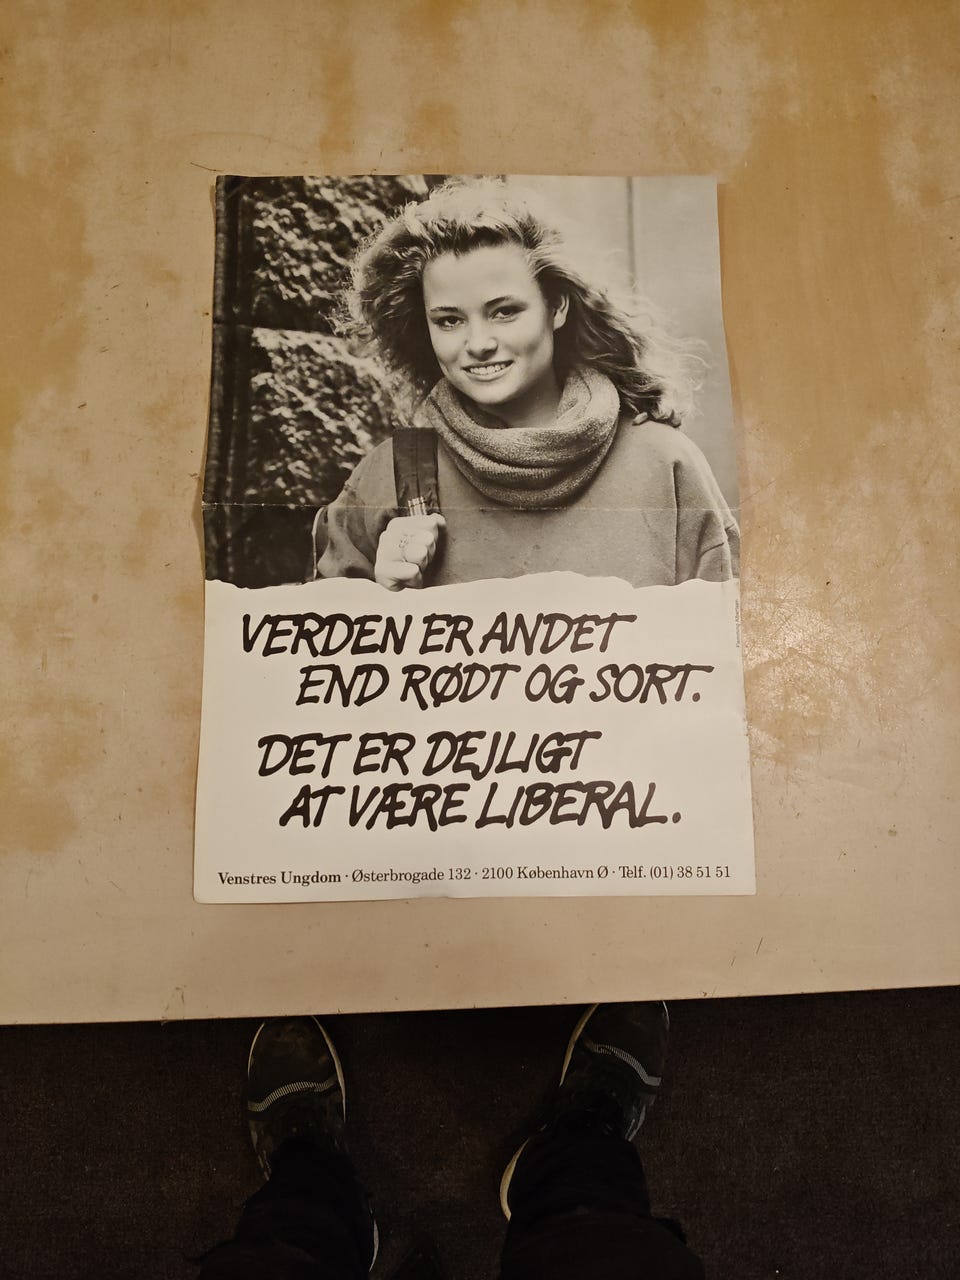 VERDEN ER ANDET
END RØDT OG SORT.
DET ER DEJLIGT
AT VÆRE LIBERAL.
Venstres Ungdom · Østerbrogade 132 · 2100 København Ø · Telf. (01) 38 51 51